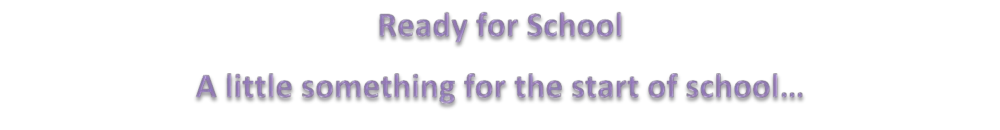 Ready for School
A little something for the start of school...